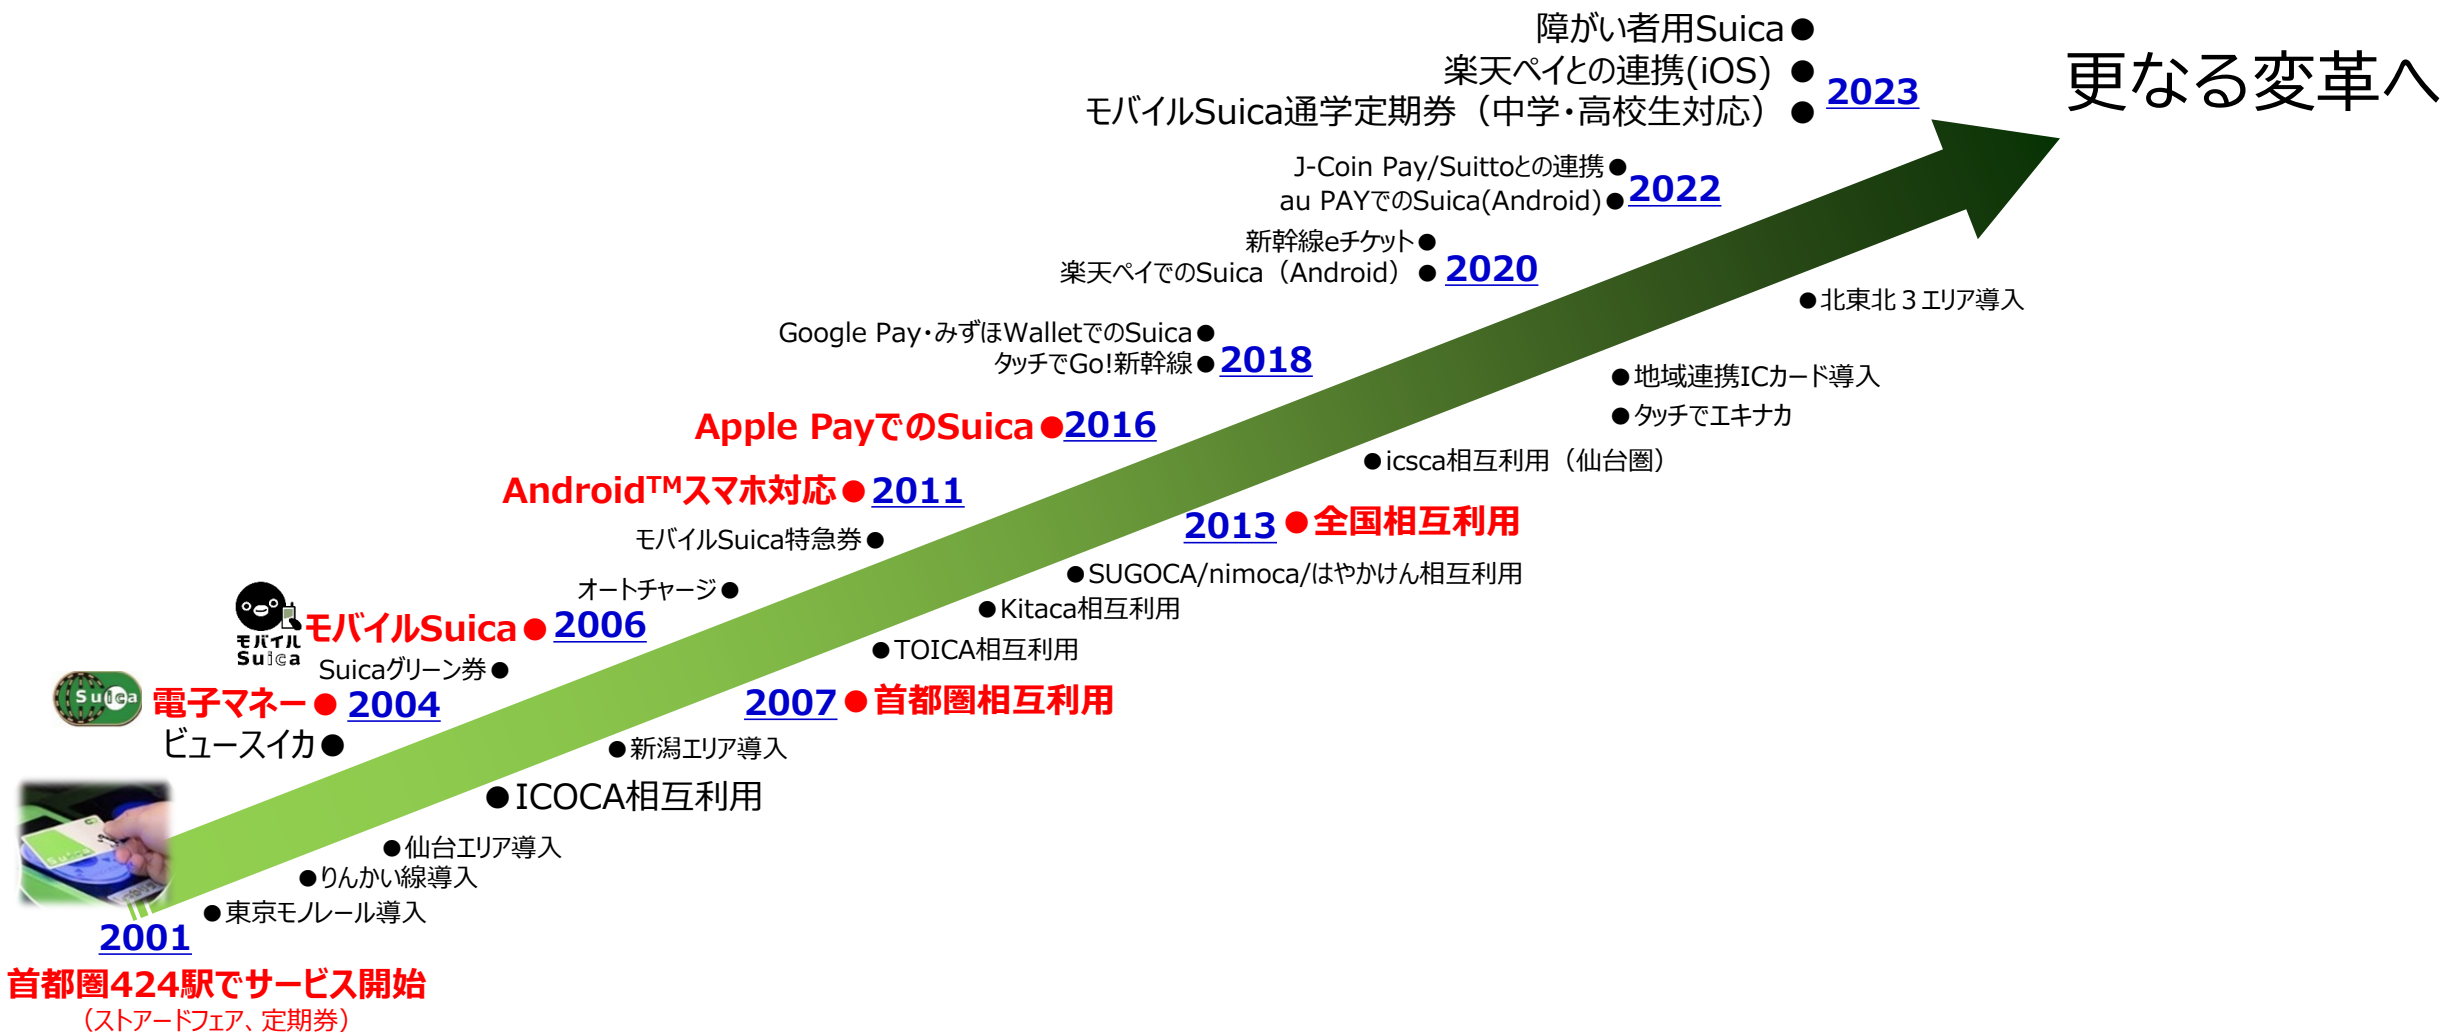 障がい者用Suica●
楽天ペイとの連携(iOS) ●
モバイルSuica通学定期券（中学・高校生対応）●
2023
更なる変革へ
J-Coin Pay/Suittoとの連携●
au PAYでのSuica(Android)●
2022
新幹線eチケット●
楽天ペイでのSuica（Android）●
2020
●北東北３エリア導入
Google Pay・みずほWalletでのSuica●
タッチでGo!新幹線●
2018
●地域連携ICカード導入
●タッチでエキナカ
Apple PayでのSuica●2016
●icsca相互利用（仙台圏）
Android™スマホ対応●2011
2013●全国相互利用
モバイルSuica特急券●
●SUGOCA/nimoca/はやかけん相互利用
オートチャージ●
●Kitaca相互利用
モバイル
Suica
モバイルSuica●2006
●TOICA相互利用
Suicaグリーン券●
Suica
電子マネー●2004
2007●首都圏相互利用
ビュースイカ●
●新潟エリア導入
●ICOCA相互利用
●仙台エリア導入
●りんかい線導入
●東京モノレール導入
2001
首都圏424駅でサービス開始
（ストアードフェア、定期券）